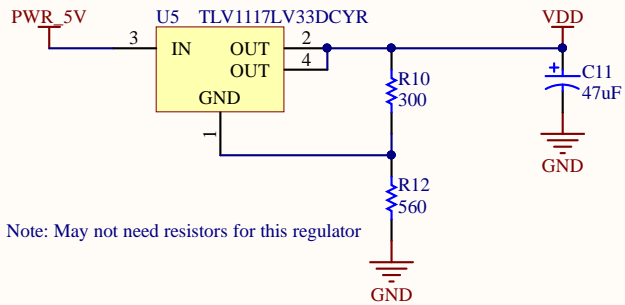 PWR_5V
U5 TLV1117LV33DCYR
VDD
3 IN OUT 2
OUT 4
GND
1
R10
300
C11
47uF
GND
R12
560
Note: May not need resistors for this regulator
GND